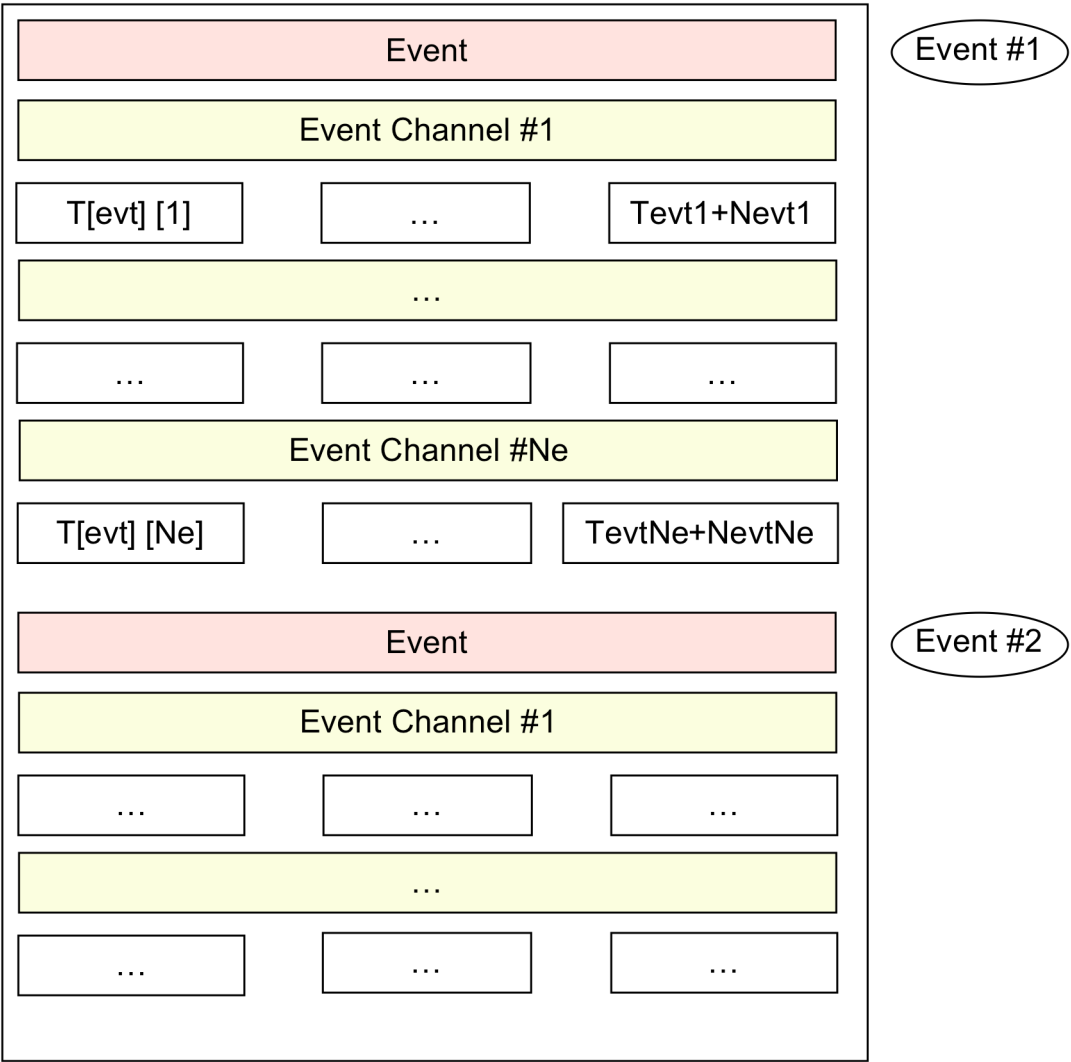 Event
Event #1
Event Channel #1
T[evt] [1]
…
Tevt1+Nevt1
…
…
…
…
Event Channel #Ne
T[evt] [Ne]
…
TevtNe+NevtNe
Event
Event #2
Event Channel #1
…
…
…
…
…
…
…